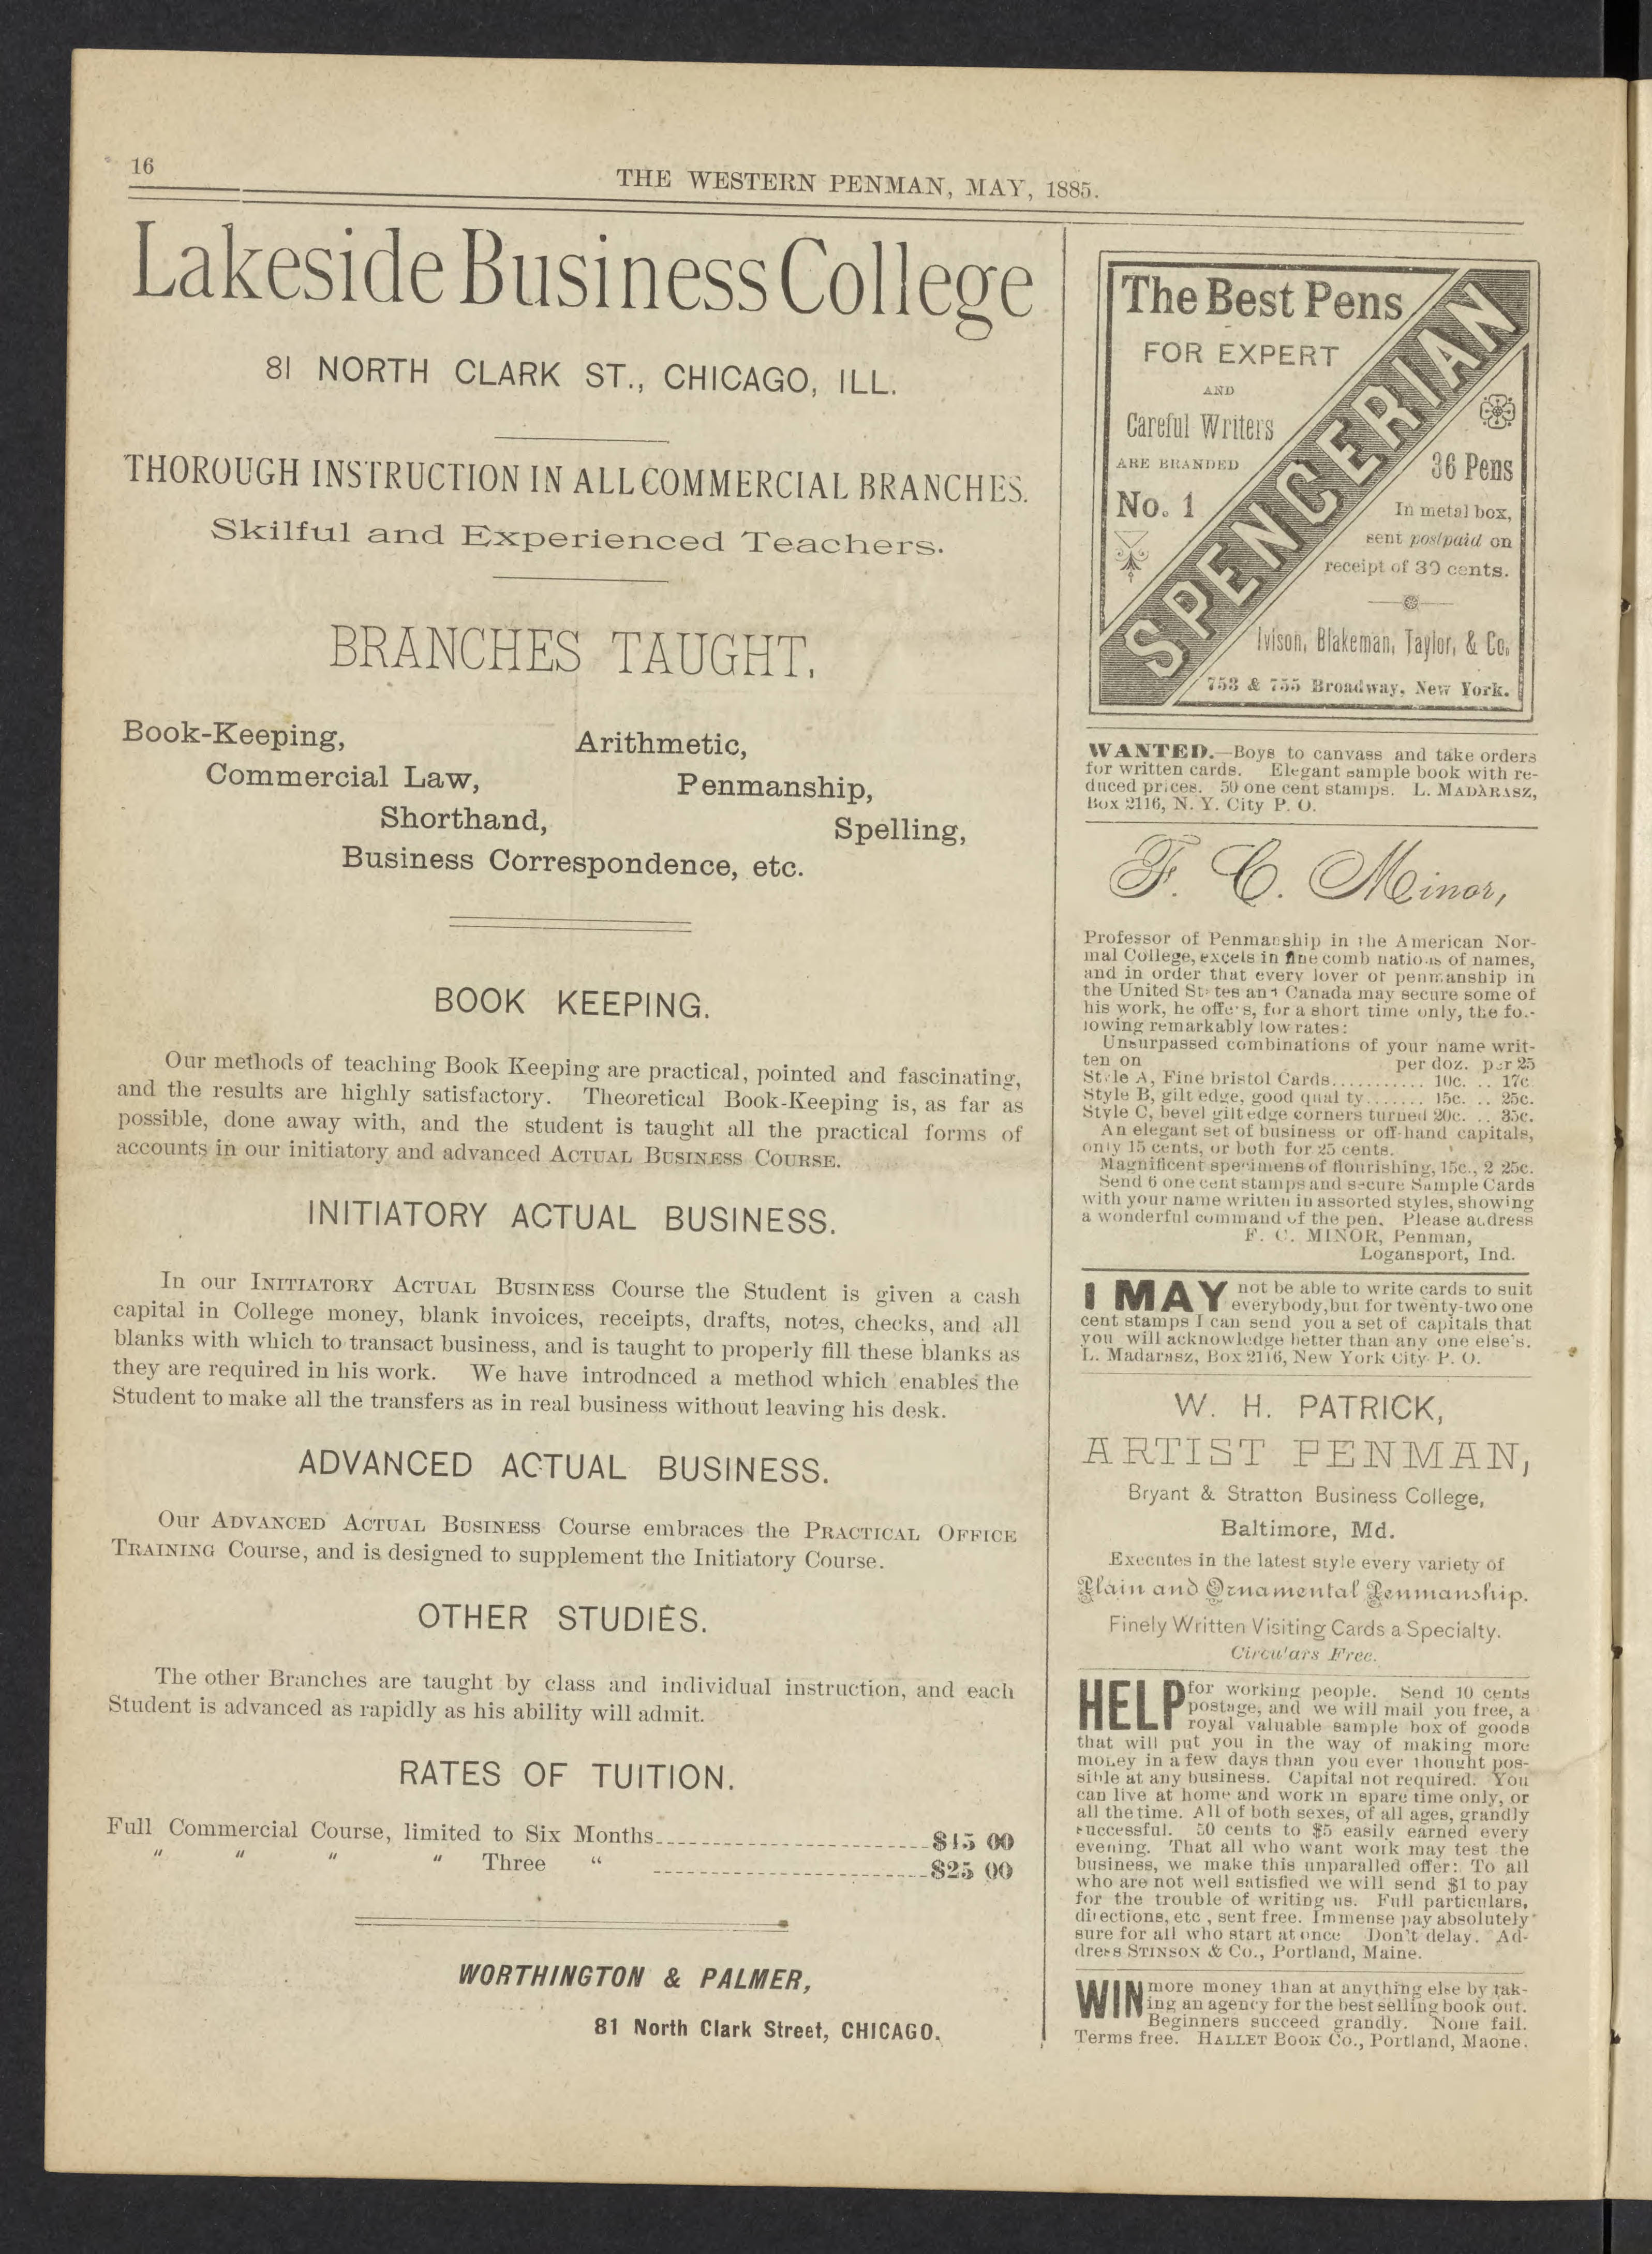 16
THE WESTERN PENMAN, MAY, 1885.
Lakeside Business College
81 NORTH CLARK ST., CHICAGO, ILL.
THOROUGH INSTRUCTION IN ALL COMMERCIAL BRANCHES.
Skilful and Experienced Teachers.
BRANCHES TAUGHT.
Book-Keeping, Arithmetic,
Commercial Law, Penmanship,
Shorthand, Spelling,
Business Correspondence, etc.
BOOK KEEPING.
Our methods of teaching Book Keeping are practical, pointed and fascinating,
and the results are highly satisfactory. Theoretical Book-Keeping is, as far as
possible, done away with, and the student is taught all the practical forms of
accounts in our initiatory and advanced ACTUAL BUSINESS COURSE.
INITIATORY ACTUAL BUSINESS.
In our INITIATORY ACTUAL BUSINESS Course the Student is given a cash
capital in College money, blank invoices, receipts, drafts, notes, checks, and all
blanks with which to transact business, and is taught to properly fill these blanks as
they are required in his work. We have introdnced a method which enables the
Student to make all the transfers as in real business without leaving his desk.
ADVANCED ACTUAL BUSINESS.
Our ADVANCED ACTUAL BUSINESS Course embraces the PRACTICAL OFFICE
TRAINING Course, and is designed to supplement the Initiatory Course.
OTHER STUDIES.
The other Branches are taught by class and individual instruction, and each
Student is advanced as rapidly as his ability will admit.
RATES OF TUITION.
Full Commercial Course, limited to Six Months
" " " " Three " $25 00
WORTHINGTON & PALMER,
81 North Clark Street, CHICAGO.
The Best Pens
FOR EXPERT
AND
Careful Writers
ARE BRANDED
No. 1
SPENCERIAN
36 Pens
In metal box,
sent postpaid on
receipt of 30 cents.
Ivison, Blakeman, Taylor, & Co.
753 & 755 Broadway, New York.
WANTED.—Boys to canvass and take orders
for written cards. Elegant sample book with re-
duced prices. 50 one cent stamps. L. MADARASZ,
Box 2116, N. Y. City P. O.
F. C. Minor,
Professor of Penmanship in the American Nor-
mal College, excels in fine combinations of names,
and in order that every lover of penmanship in
the United States and Canada may secure some of
his work, he offers, for a short time only, the fol-
lowing remarkably low rates:
Unsurpassed combinations of your name writ-
ten on per doz. per 25
Style A, Fine bristol Cards........... 10c. .. 17c
Style B, gilt edge, good quality....... 15c. .. 25c.
Style C, bevel gilt edge corners turned 20c. .. 35c.
An elegant set of business or off-hand capitals,
only 15 cents, or both for 25 cents.
Magnificent specimens of flourishing, 15c., 2 25c.
Send 6 one cent stamps and secure Sample Cards
with your name written in assorted styles, showing
a wonderful command of the pen. Please address
F. C. MINOR, Penman,
Logansport, Ind.
I MAY not be able to write cards to suit
everybody, but for twenty-two one
cent stamps I can send you a set of capitals that
you will acknowledge better than any one else's.
L. Madarasz, Box 2116, New York City P. O.
W. H. PATRICK,
ARTIST PENMAN,
Bryant & Stratton Business College,
Baltimore, Md.
Executes in the latest style every variety of
Plain and Ornamental Penmanship.
Finely Written Visiting Cards a Specialty.
Circulars Free.
HELP for working people. Send 10 cents
postage, and we will mail you free, a
royal valuable sample box of goods
that will put you in the way of making more
money in a few days than you ever thought pos-
sible at any business. Capital not required. You
can live at home and work in spare time only, or
all the time. All of both sexes, of all ages, grandly
successful. 50 cents to $5 easily earned every
evening. That all who want work may test the
business, we make this unparalled offer: To all
who are not well satisfied we will send $1 to pay
for the trouble of writing us. Full particulars,
directions, etc , sent free. Immense pay absolutely
sure for all who start at once Don't delay. Ad-
dress STINSON & Co., Portland, Maine.
WIN more money than at anything else by tak-
ing an agency for the best selling book out.
Beginners succeed grandly. None fail.
Terms free. HALLET BOOK Co., Portland, Maone.